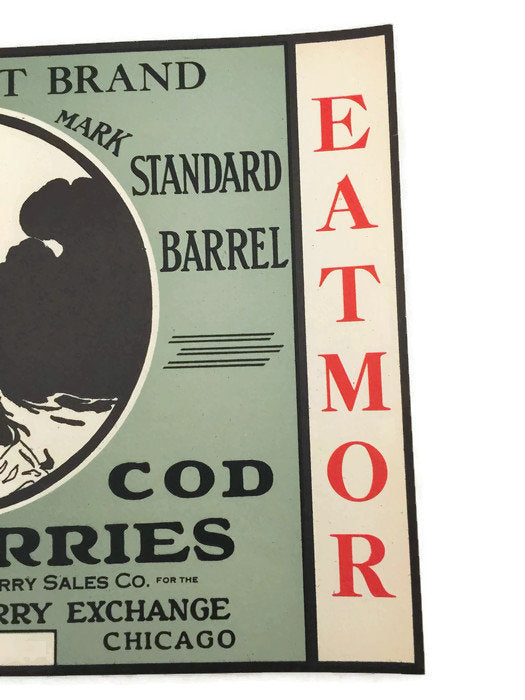 T BRAND
MARK
STANDARD
BARREL
COD
RRIES
RRY SALES CO. FOR THE
RRY EXCHANGE
CHICAGO
EATMOR